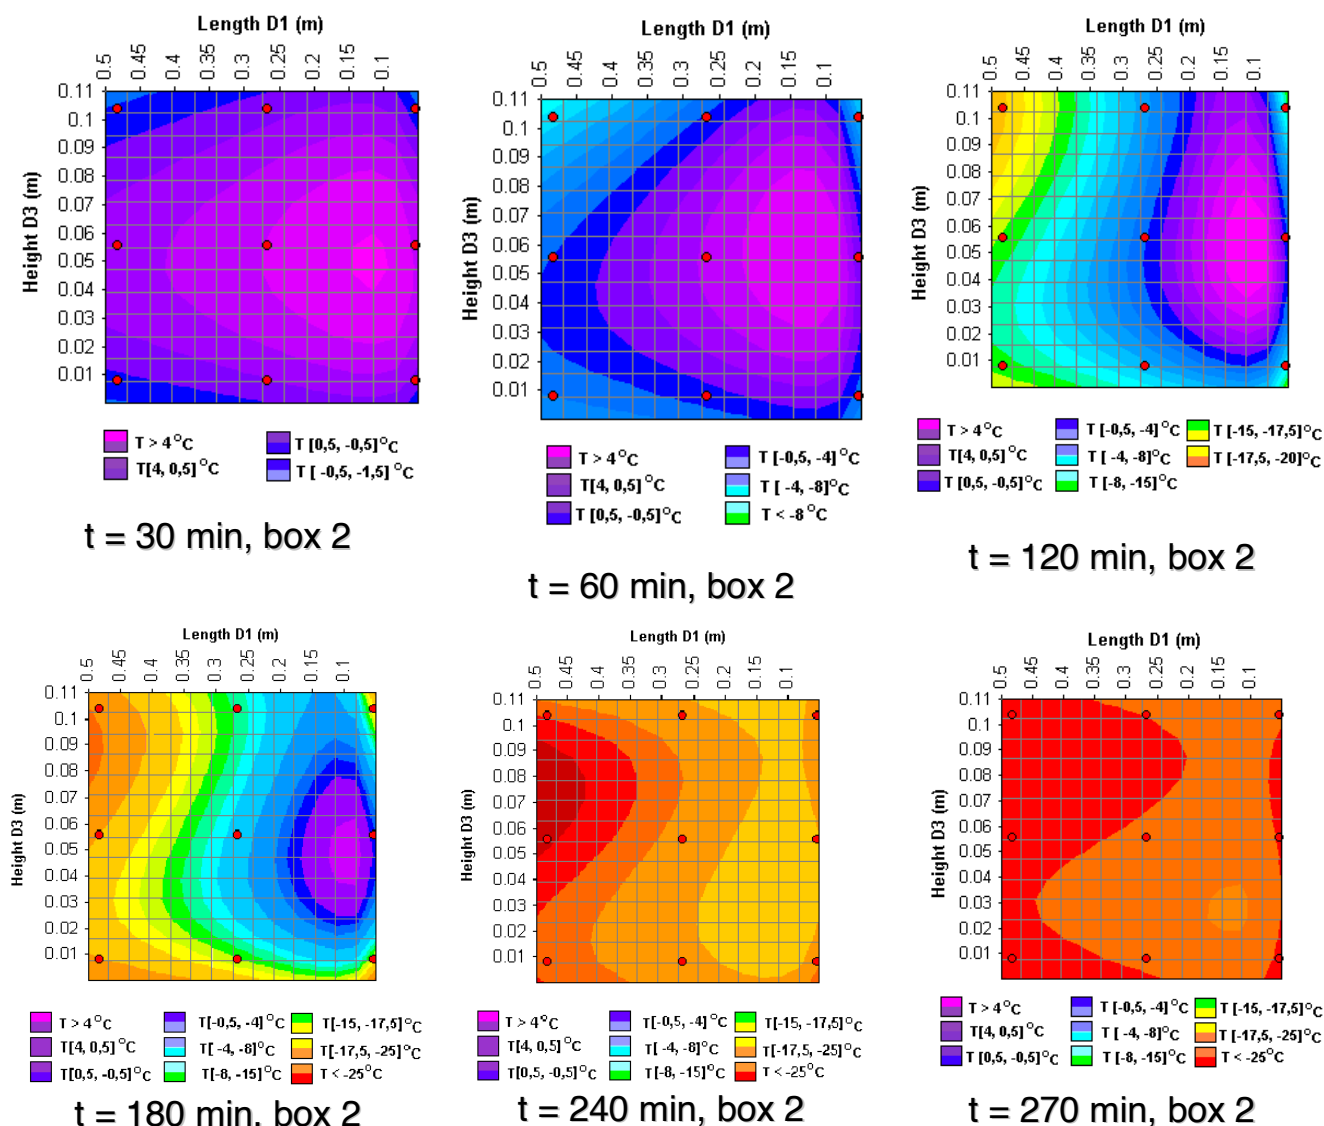 Length D1 (m)
0.5 0.45 0.4 0.35 0.3 0.25 0.2 0.15 0.1
0.11
0.1
0.09
0.08
0.07
0.06
0.05
0.04
0.03
0.02
0.01
Height D3 (m)
T > 4°C
T[4, 0,5] °C
T [0,5, -0,5]°C
T [ -0,5, -1,5] °C
t = 30 min, box 2
Length D1 (m)
0.5 0.45 0.4 0.35 0.3 0.25 0.2 0.15 0.1
0.11
0.1
0.09
0.08
0.07
0.06
0.05
0.04
0.03
0.02
0.01
Height D3 (m)
T > 4°C
T[4, 0,5] °C
T [0,5, -0,5]°C
T [-0,5, -4] °C
T [ -4, -8]°C
T < -8 °C
t = 60 min, box 2
Length D1 (m)
0.5 0.45 0.4 0.35 0.3 0.25 0.2 0.15 0.1
0.11
0.1
0.09
0.08
0.07
0.06
0.05
0.04
0.03
0.02
0.01
Height D3 (m)
T > 4°C
T[4, 0,5] °C
T [0,5, -0,5]°C
T [-0,5, -4] °C
T [ -4, -8]°C
T [-8, -15]°C
T [-15, -17,5]°C
T [-17,5, -20]°C
t = 120 min, box 2
Length D1 (m)
0.5 0.45 0.4 0.35 0.3 0.25 0.2 0.15 0.1
0.11
0.1
0.09
0.08
0.07
0.06
0.05
0.04
0.03
0.02
0.01
Height D3 (m)
T > 4°C
T[4, 0,5] °C
T[0,5, -0,5]°C
T[-0,5, -4] °C
T[ -4, -8]°C
T[-8, -15]°C
T[-15, -17,5]°C
T[-17,5, -25]°C
T < -25°C
t = 180 min, box 2
Length D1 (m)
0.5 0.45 0.4 0.35 0.3 0.25 0.2 0.15 0.1
0.11
0.1
0.09
0.08
0.07
0.06
0.05
0.04
0.03
0.02
0.01
Height D3 (m)
T > 4°C
T[4, 0,5] °C
T[0,5, -0,5]°C
T[-0,5, -4] °C
T[ -4, -8]°C
T[-8, -15]°C
T[-15, -17,5]°C
T[-17,5, -25]°C
T < -25°C
t = 240 min, box 2
Length D1 (m)
0.5 0.45 0.4 0.35 0.3 0.25 0.2 0.15 0.1
0.11
0.1
0.09
0.08
0.07
0.06
0.05
0.04
0.03
0.02
0.01
Height D3 (m)
T > 4°C
T[4, 0,5] °C
T [0,5, -0,5]°C
T [-0,5, -4] °C
T [ -4, -8]°C
T [-8, -15]°C
T [-15, -17,5]°C
T [-17,5, -25]°C
T < -25°C
t = 270 min, box 2